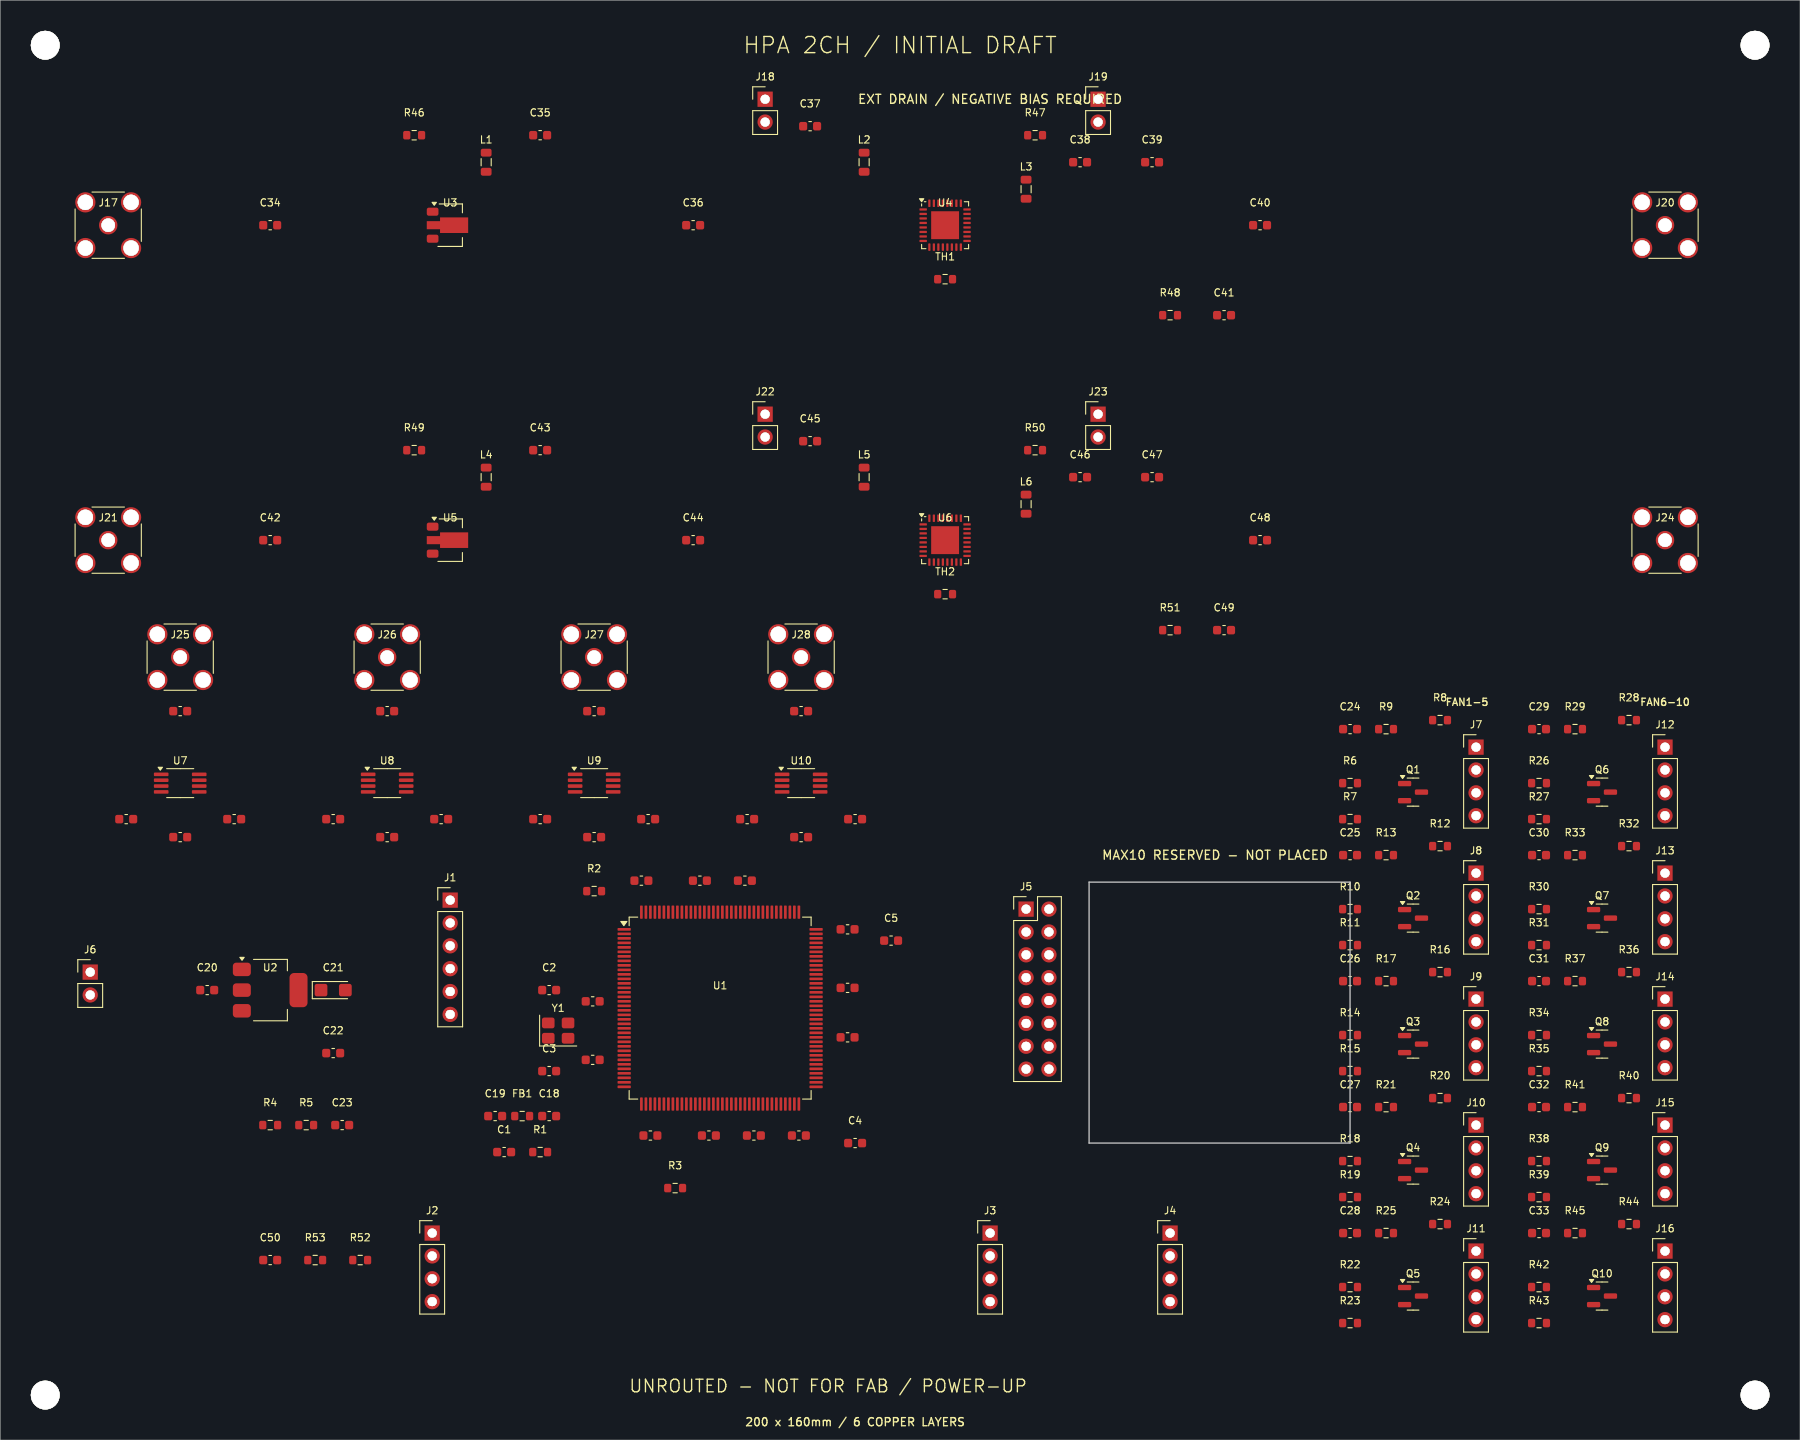 HPA 2CH / INITIAL DRAFT
J18
J19
EXT DRAIN / NEGATIVE BIAS REQUIRED
C37
R46
C35
R47
L1
L2
C38
C39
L3
J17
C34
U3
C36
U4
C40
J20
TH1
R48
C41
J22
J23
C45
R49
C43
R50
L4
L5
C46
C47
L6
J21
C42
U5
C44
U6
C48
J24
TH2
R51
C49
J25
J26
J27
J28
R8
FAN1-5
R28
FAN6-10
C24
R9
C29
R29
J7
J12
U7
U8
U9
U10
R6
Q1
R26
Q6
R7
R27
R12
R32
C25
R13
C30
R33
MAX10 RESERVED - NOT PLACED
J8
J13
R2
J1
J5
R10
Q2
R30
Q7
C5
R11
R31
J6
R16
R36
U2
C20
C21
C2
C26
R17
C31
R37
U1
J9
J14
Y1
R14
Q3
R34
Q8
C22
C3
R15
R35
R20
R40
C19
FB1
C18
C27
R21
C32
R41
R4
R5
C23
J10
J15
C1
R1
C4
R18
Q4
R38
Q9
R3
R19
R39
R24
R44
J2
J3
J4
C28
R25
C33
R45
J11
J16
C50
R53
R52
R22
Q5
R42
Q10
R23
R43
UNROUTED - NOT FOR FAB / POWER-UP
200 x 160mm / 6 COPPER LAYERS